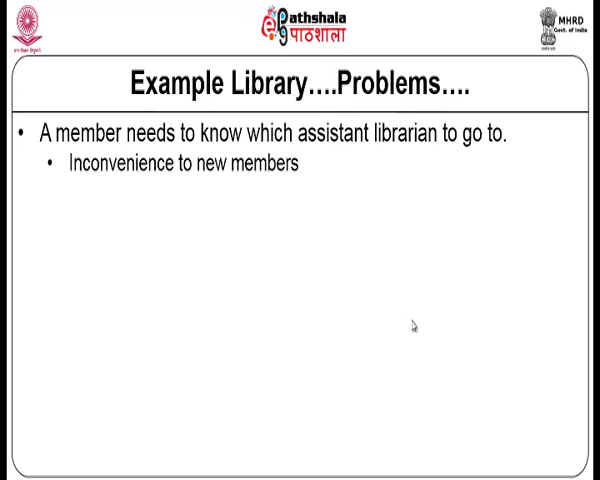 ePathshala
पाठशाला
MHRD
Govt. of India
Example Library….Problems….
• A member needs to know which assistant librarian to go to.
• Inconvenience to new members